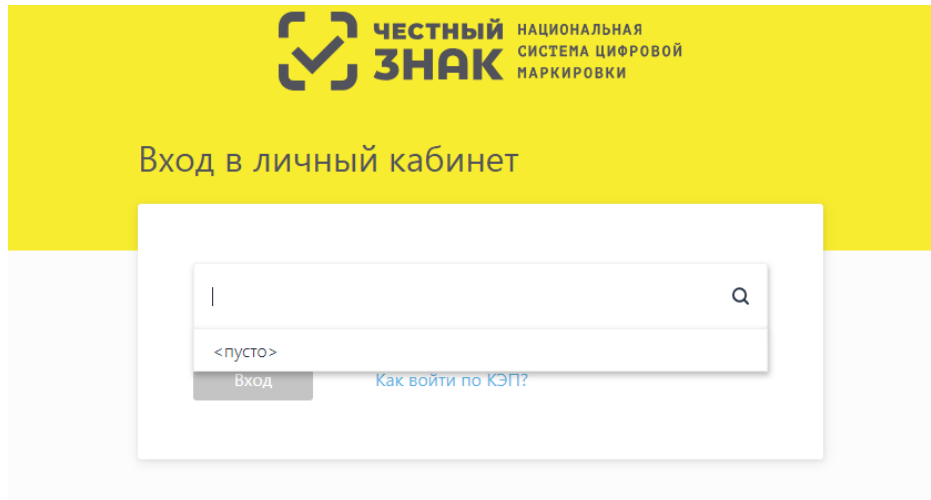 ЧЕСТНЫЙ ЗНАК
НАЦИОНАЛЬНАЯ СИСТЕМА ЦИФРОВОЙ МАРКИРОВКИ
Вход в личный кабинет
<пусто>
Вход Как войти по КЭП?